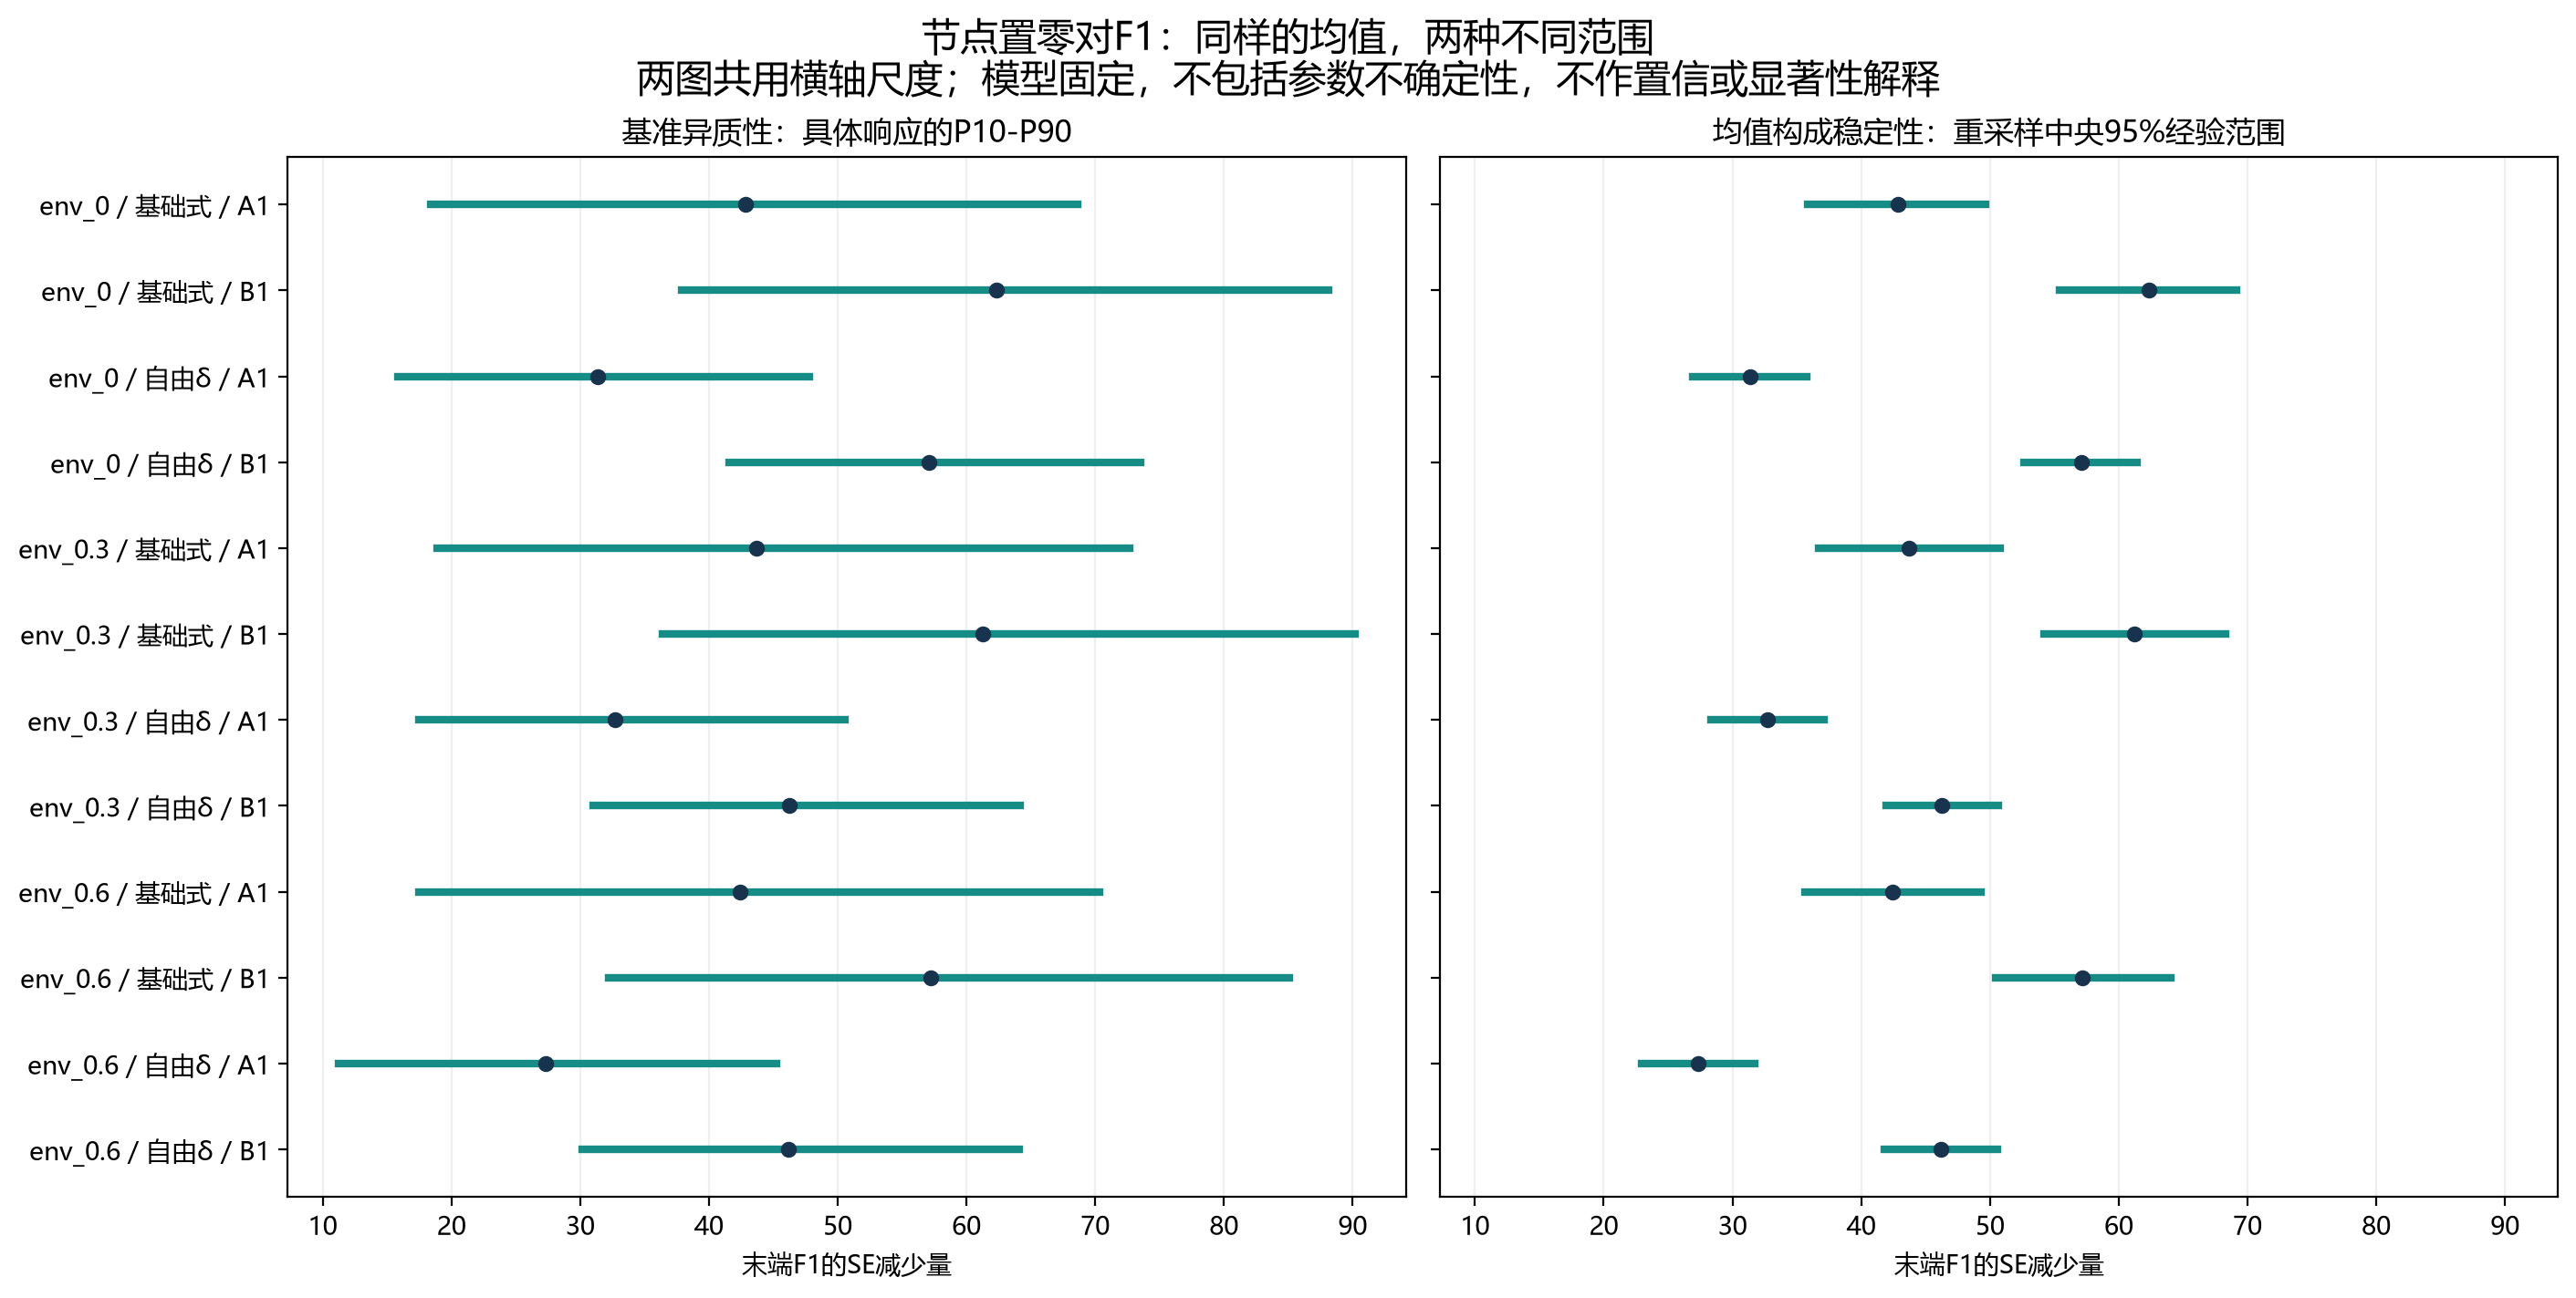 节点置零对F1：同样的均值，两种不同范围
两图共用横轴尺度；模型固定，不包括参数不确定性，不作置信或显著性解释
基准异质性：具体响应的P10-P90
均值构成稳定性：重采样中央95%经验范围
env_0 / 基础式 / A1
env_0 / 基础式 / B1
env_0 / 自由δ / A1
env_0 / 自由δ / B1
env_0.3 / 基础式 / A1
env_0.3 / 基础式 / B1
env_0.3 / 自由δ / A1
env_0.3 / 自由δ / B1
env_0.6 / 基础式 / A1
env_0.6 / 基础式 / B1
env_0.6 / 自由δ / A1
env_0.6 / 自由δ / B1
10 20 30 40 50 60 70 80 90
10 20 30 40 50 60 70 80 90
末端F1的SE减少量
末端F1的SE减少量